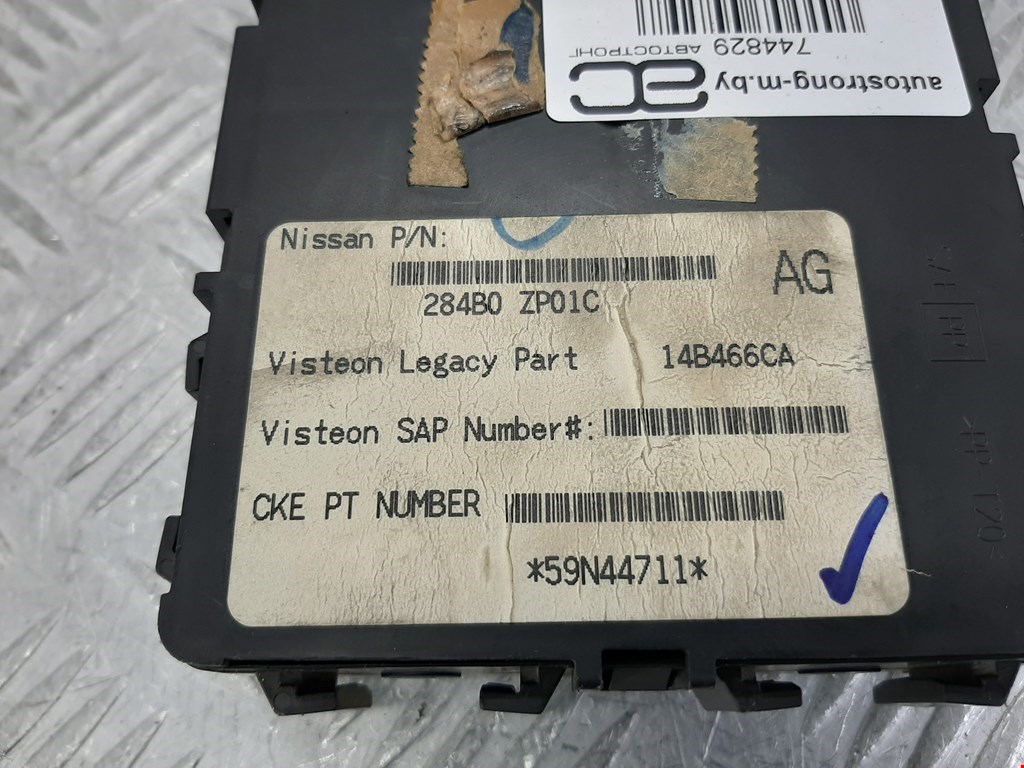 744829 АВТОСТРОНГ
autostrong-m.by
Nissan P/N:
AG
284B0 ZP01C
Visteon Legacy Part 14B466CA
Visteon SAP Number#:
CKE PT NUMBER
*59N44711*